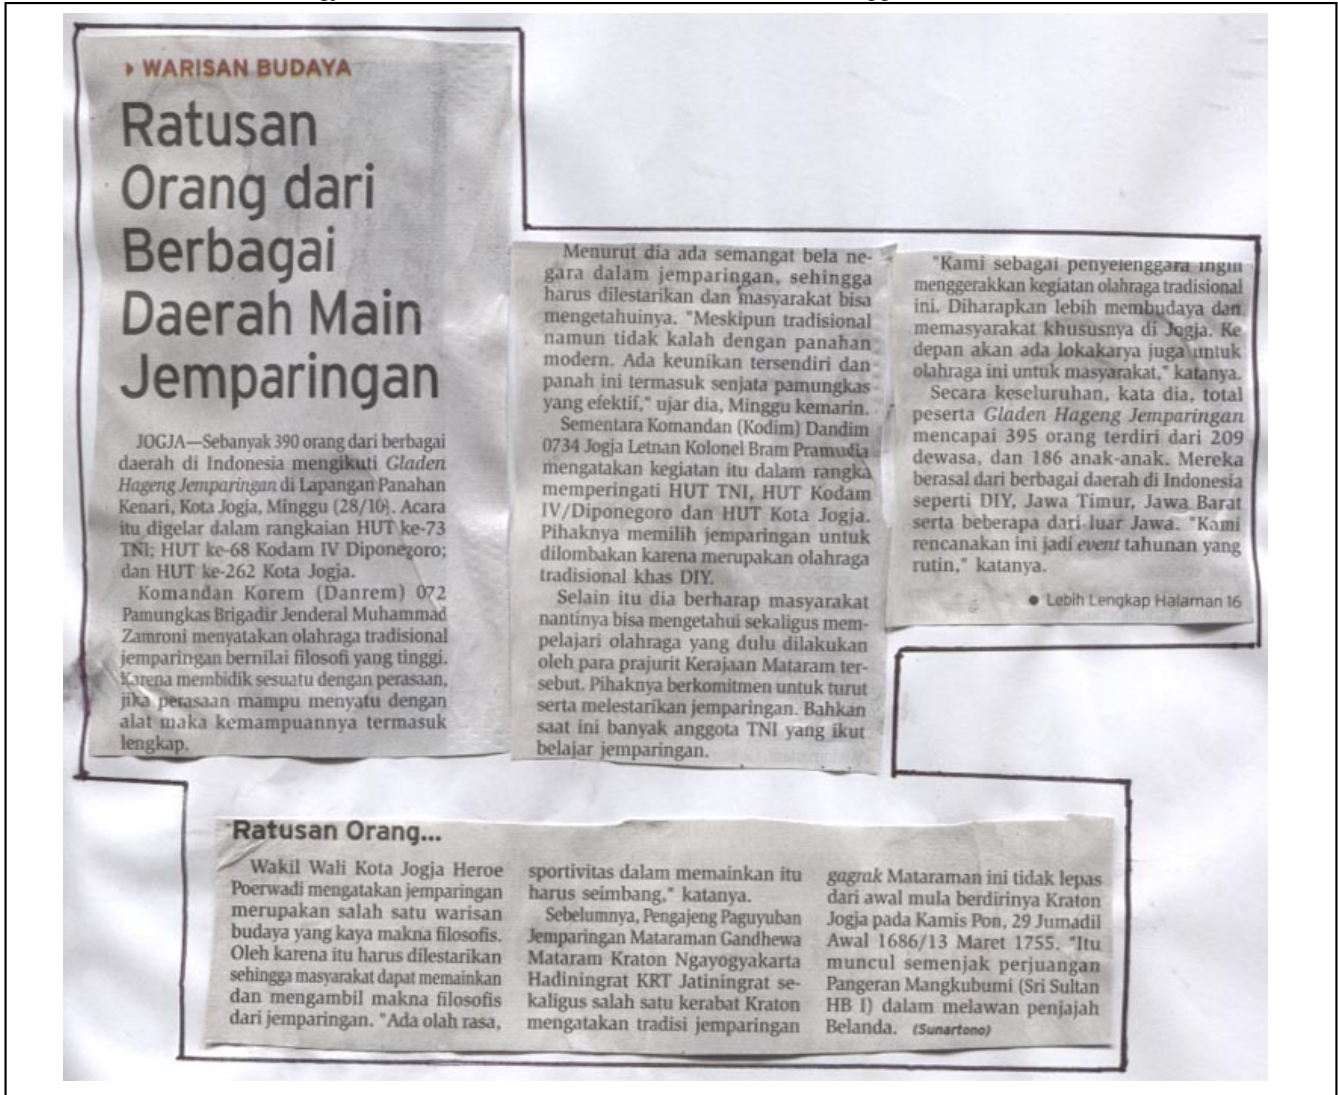 WARISAN BUDAYA
Ratusan
Orang dari
Berbagai
Daerah Main
Jemparingan
JOGJA—Sebanyak 390 orang dari berbagai
daerah di Indonesia mengikuti Gladen
Hageng Jemparingan di Lapangan Panahan
Kenari, Kota Jogja, Minggu (28/10). Acara
itu digelar dalam rangkaian HUT ke-73
TNI; HUT ke-68 Kodam IV Diponegoro;
dan HUT ke-262 Kota Jogja.
Komandan Korem (Danrem) 072
Pamungkas Brigadir Jenderal Muhammad
Zamroni menyatakan olahraga tradisional
jemparingan bernilai filosofi yang tinggi.
Karena membidik sesuatu dengan perasaan,
jika perasaan mampu menyatu dengan
alat maka kemampuannya termasuk
lengkap.
Menurut dia ada semangat bela ne-
gara dalam jemparingan, sehingga
harus dilestarikan dan masyarakat bisa
mengetahuinya. "Meskipun tradisional
namun tidak kalah dengan panahan
modern. Ada keunikan tersendiri dan
panah ini termasuk senjata pamungkas
yang efektif," ujar dia, Minggu kemarin.
Sementara Komandan (Kodim) Dandim
0734 Jogja Letnan Kolonel Bram Pramudia
mengatakan kegiatan itu dalam rangka
memperingati HUT TNI, HUT Kodam
IV/Diponegoro dan HUT Kota Jogja.
Pihaknya memilih jemparingan untuk
dilombakan karena merupakan olahraga
tradisional khas DIY.
Selain itu dia berharap masyarakat
nantinya bisa mengetahui sekaligus mem-
pelajari olahraga yang dulu dilakukan
oleh para prajurit Kerajaan Mataram ter-
sebut. Pihaknya berkomitmen untuk turut
serta melestarikan jemparingan. Bahkan
saat ini banyak anggota TNI yang ikut
belajar jemparingan.
"Kami sebagai penyelenggara ingin
menggerakkan kegiatan olahraga tradisional
ini. Diharapkan lebih membudaya dan
memasyarakat khususnya di Jogja. Ke
depan akan ada lokakarya juga untuk
olahraga ini untuk masyarakat," katanya.
Secara keseluruhan, kata dia, total
peserta Gladen Hageng Jemparingan
mencapai 395 orang terdiri dari 209
dewasa, dan 186 anak-anak. Mereka
berasal dari berbagai daerah di Indonesia
seperti DIY, Jawa Timur, Jawa Barat
serta beberapa dari luar Jawa. "Kami
rencanakan ini jadi event tahunan yang
rutin," katanya.
● Lebih Lengkap Halaman 16
Ratusan Orang...
Wakil Wali Kota Jogja Heroe
Poerwadi mengatakan jemparingan
merupakan salah satu warisan
budaya yang kaya makna filosofis.
Oleh karena itu harus dilestarikan
sehingga masyarakat dapat memainkan
dan mengambil makna filosofis
dari jemparingan. "Ada olah rasa,
sportivitas dalam memainkan itu
harus seimbang," katanya.
Sebelumnya, Pengajeng Paguyuban
Jemparingan Mataraman Gandhewa
Mataram Kraton Ngayogyakarta
Hadiningrat KRT Jatiningrat se-
kaligus salah satu kerabat Kraton
mengatakan tradisi jemparingan
gagrak Mataraman ini tidak lepas
dari awal mula berdirinya Kraton
Jogja pada Kamis Pon, 29 Jumadil
Awal 1686/13 Maret 1755. "Itu
muncul semenjak perjuangan
Pangeran Mangkubumi (Sri Sultan
HB I) dalam melawan penjajah
Belanda. (Sunartono)